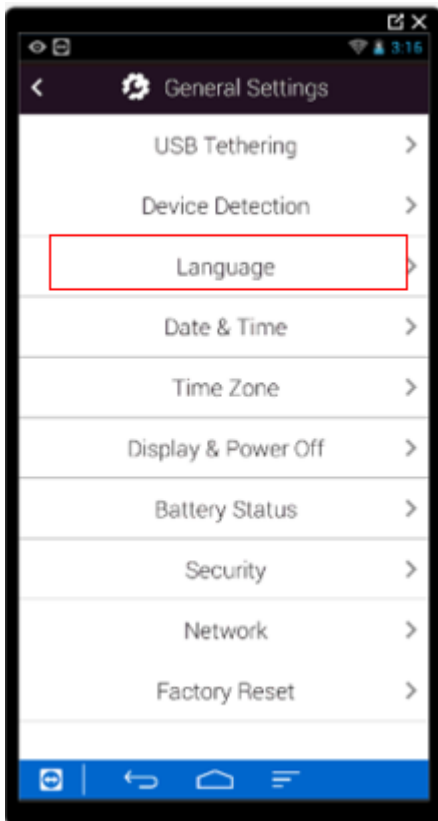 3:16
General Settings
USB Tethering
Device Detection
Language
Date & Time
Time Zone
Display & Power Off
Battery Status
Security
Network
Factory Reset